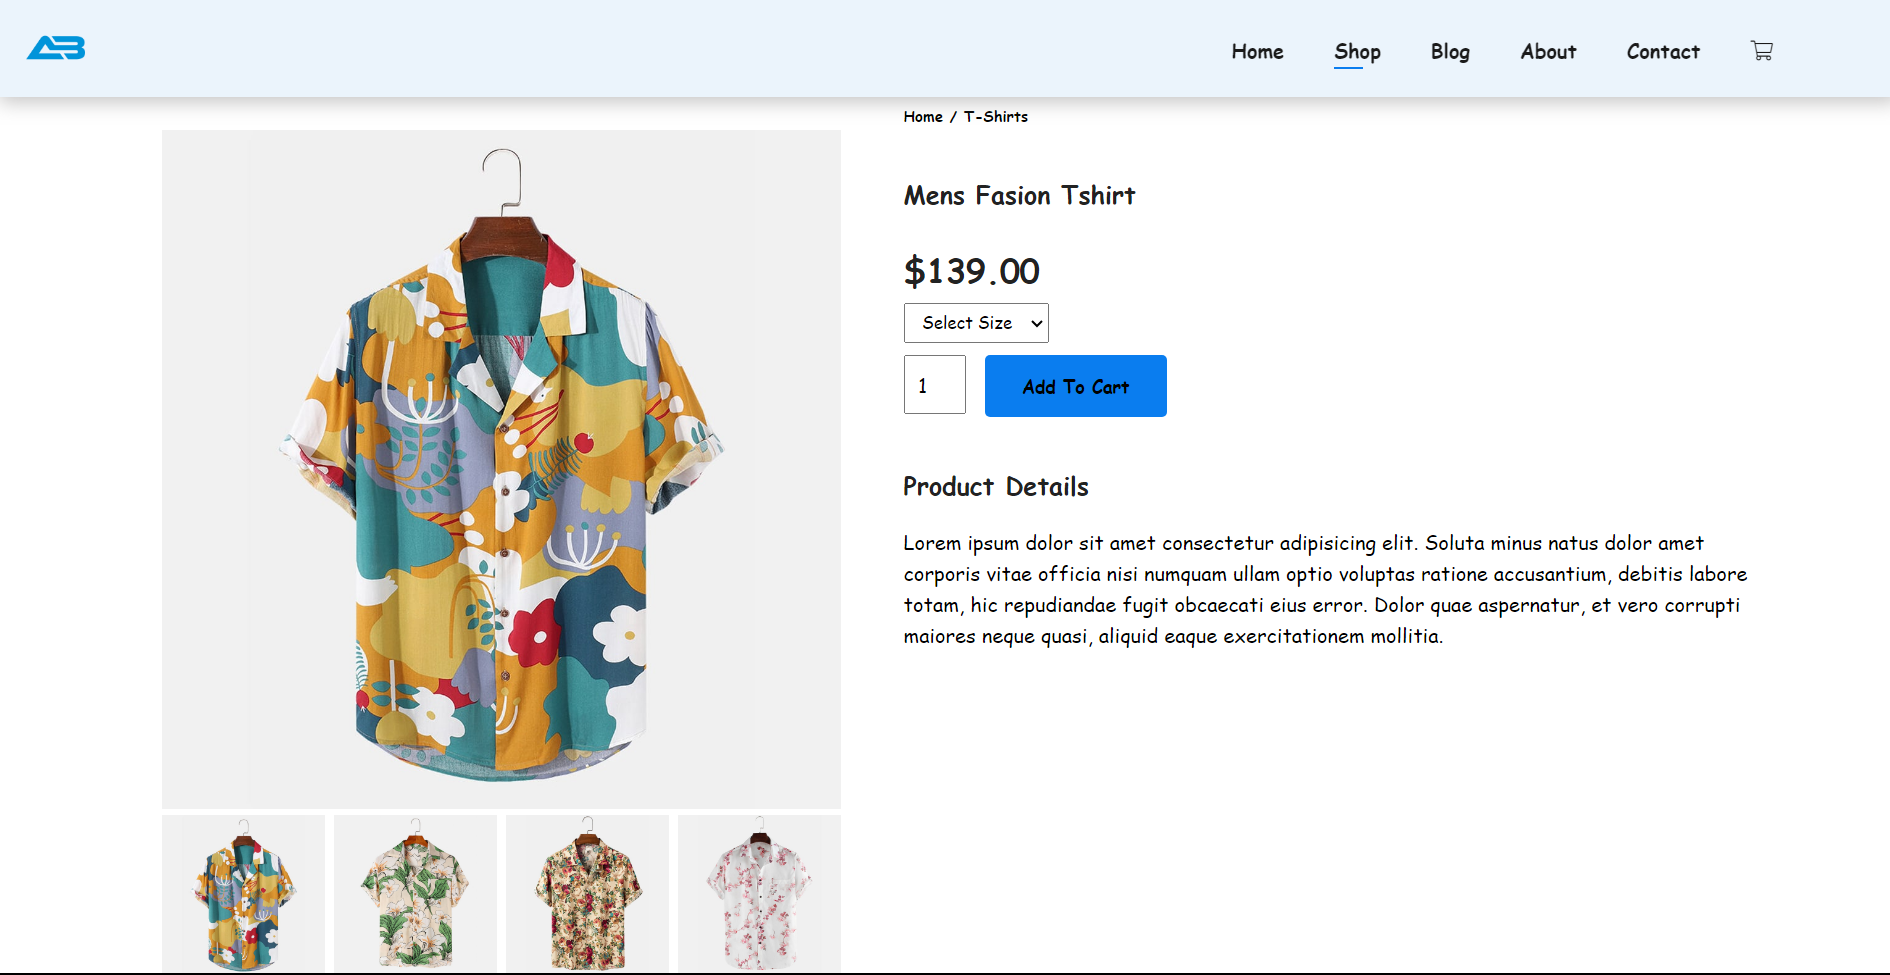 AB
Home Shop Blog About Contact
Home / T-Shirts
Mens Fasion Tshirt
$139.00
Select Size
1 Add To Cart
Product Details
Lorem ipsum dolor sit amet consectetur adipisicing elit. Soluta minus natus dolor amet
corporis vitae officia nisi numquam ullam optio voluptas ratione accusantium, debitis labore
totam, hic repudiandae fugit obcaecati eius error. Dolor quae aspernatur, et vero corrupti
maiores neque quasi, aliquid eaque exercitationem mollitia.